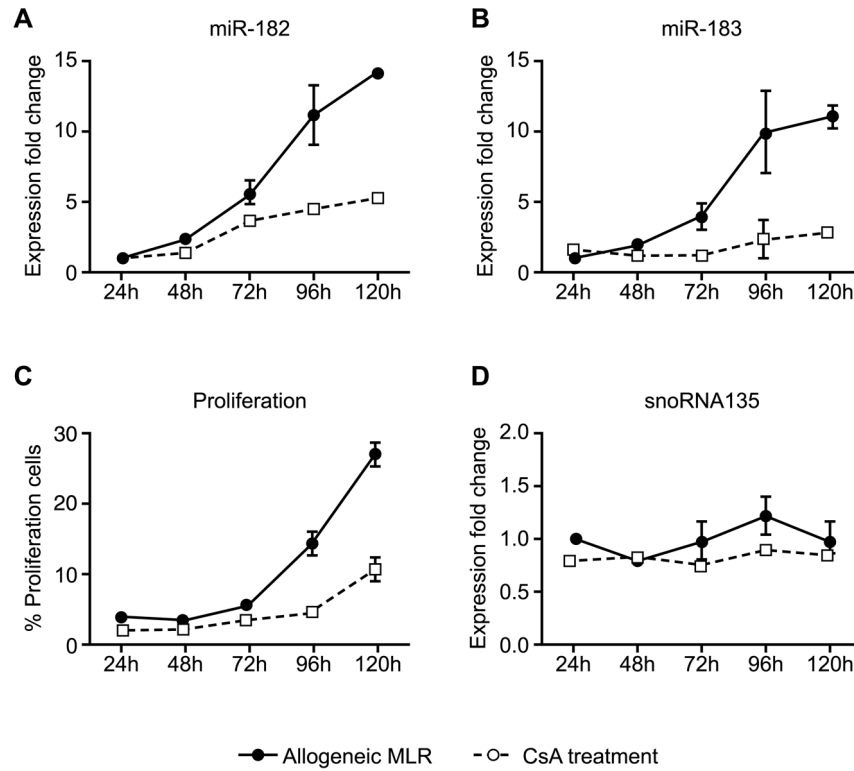 A
miR-182
Expression fold change
15
10
5
0
24h 48h 72h 96h 120h
B
miR-183
Expression fold change
15
10
5
0
24h 48h 72h 96h 120h
C
Proliferation
% Proliferation cells
30
20
10
0
24h 48h 72h 96h 120h
D
snoRNA135
Expression fold change
2.0
1.5
1.0
0.5
0.0
24h 48h 72h 96h 120h
Allogeneic MLR CsA treatment